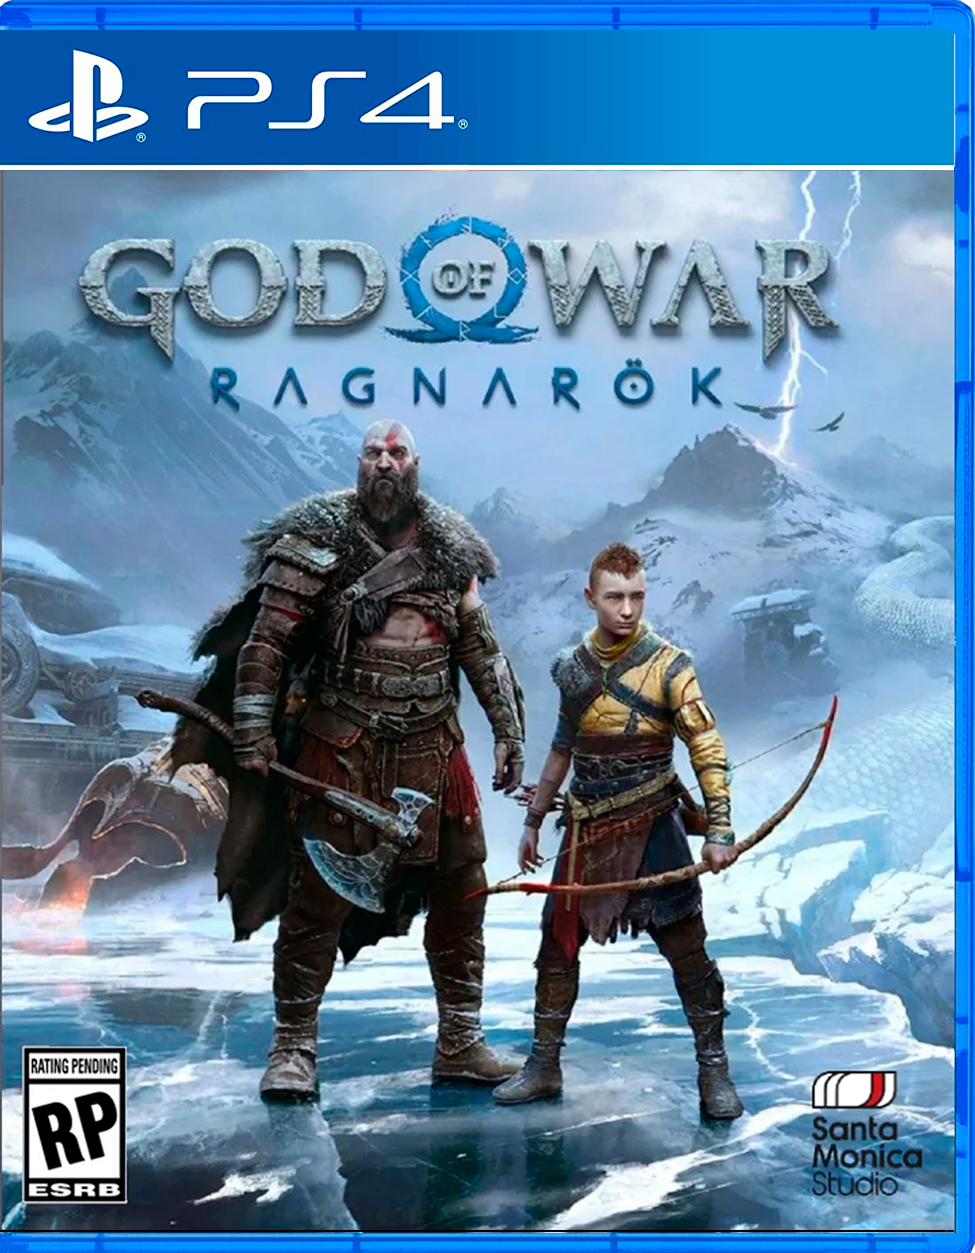 PS4
GOD OF WAR
RAGNARÖK
RATING PENDING
RP
ESRB
Santa
Monica
Studio